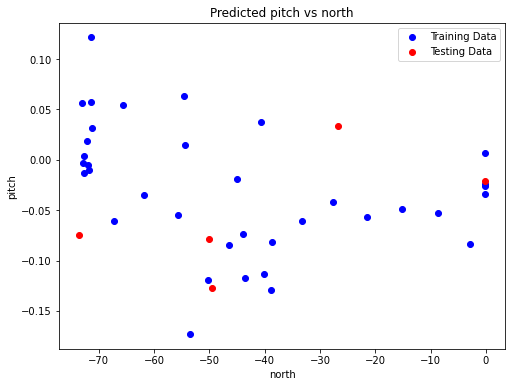 Predicted pitch vs north
Training Data
Testing Data
0.10
0.05
0.00
−0.05
−0.10
−0.15
pitch
−70
−60
−50
−40
−30
−20
−10
0
north